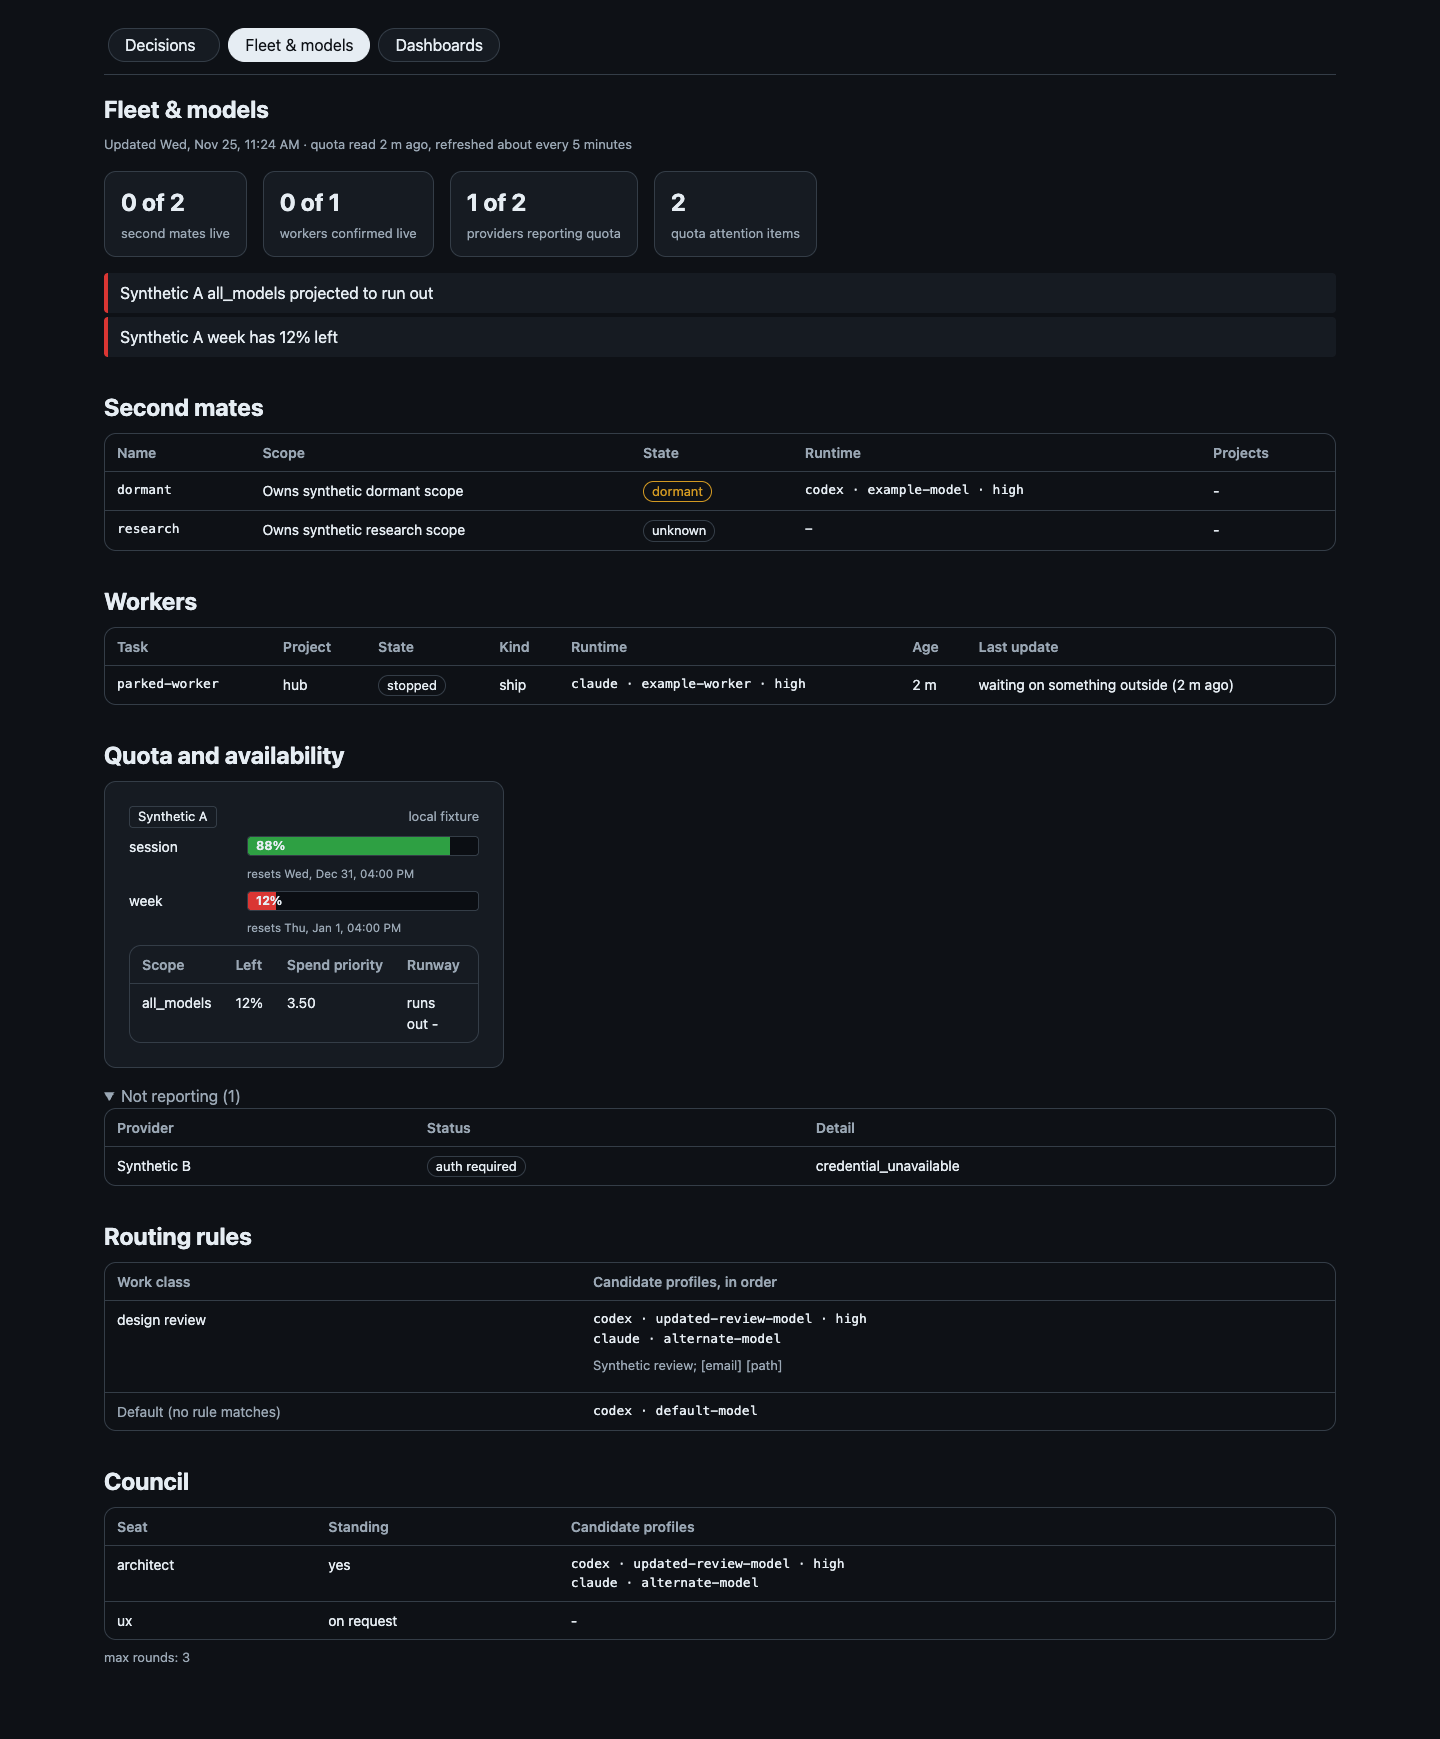 Decisions Fleet & models Dashboards
Fleet & models
Updated Wed, Nov 25, 11:24 AM · quota read 2 m ago, refreshed about every 5 minutes
0 of 2
second mates live
0 of 1
workers confirmed live
1 of 2
providers reporting quota
2
quota attention items
Synthetic A all_models projected to run out
Synthetic A week has 12% left
Second mates
Name Scope State Runtime Projects
dormant Owns synthetic dormant scope dormant codex · example-model · high -
research Owns synthetic research scope unknown – -
Workers
Task Project State Kind Runtime Age Last update
parked-worker hub stopped ship claude · example-worker · high 2 m waiting on something outside (2 m ago)
Quota and availability
Synthetic A local fixture
session 88%
resets Wed, Dec 31, 04:00 PM
week 12%
resets Thu, Jan 1, 04:00 PM
Scope Left Spend priority Runway
all_models 12% 3.50 runs
out -
▼ Not reporting (1)
Provider Status Detail
Synthetic B auth required credential_unavailable
Routing rules
Work class Candidate profiles, in order
design review codex · updated-review-model · high
claude · alternate-model
Synthetic review; [email] [path]
Default (no rule matches) codex · default-model
Council
Seat Standing Candidate profiles
architect yes codex · updated-review-model · high
claude · alternate-model
ux on request -
max rounds: 3